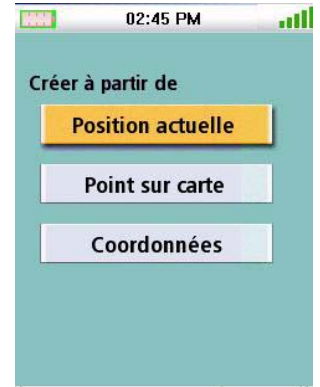 02:45 PM
Créer à partir de
Position actuelle
Point sur carte
Coordonnées